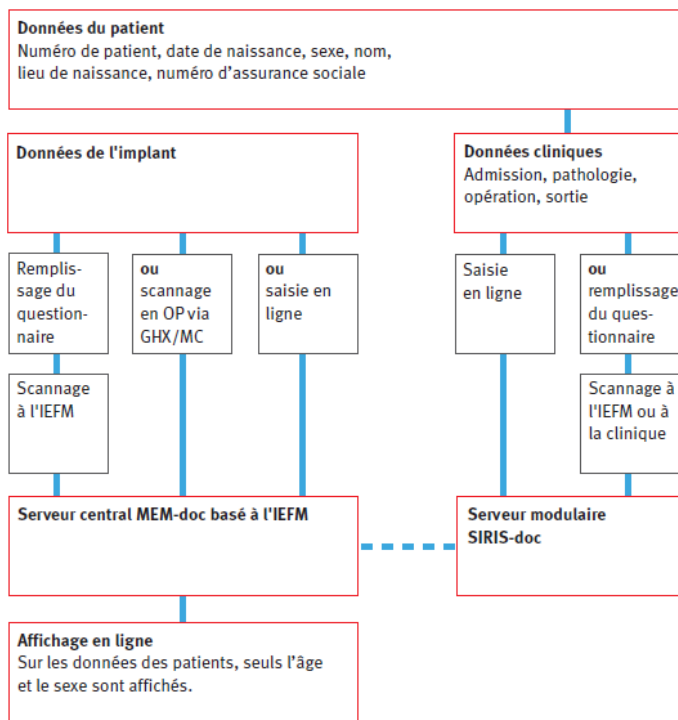 Données du patient
Numéro de patient, date de naissance, sexe, nom,
lieu de naissance, numéro d'assurance sociale
Données de l'implant
Données cliniques
Admission, pathologie,
opération, sortie
Remplis-
sage du
question-
naire
ou
scannage
en OP via
GHX/MC
ou
saisie en
ligne
Saisie
en ligne
ou
remplissage
du ques-
tionnaire
Scannage
à l'IEFM
Scannage à
l'IEFM ou à
la clinique
Serveur central MEM-doc basé à l'IEFM
Serveur modulaire
SIRIS-doc
Affichage en ligne
Sur les données des patients, seuls l'âge
et le sexe sont affichés.